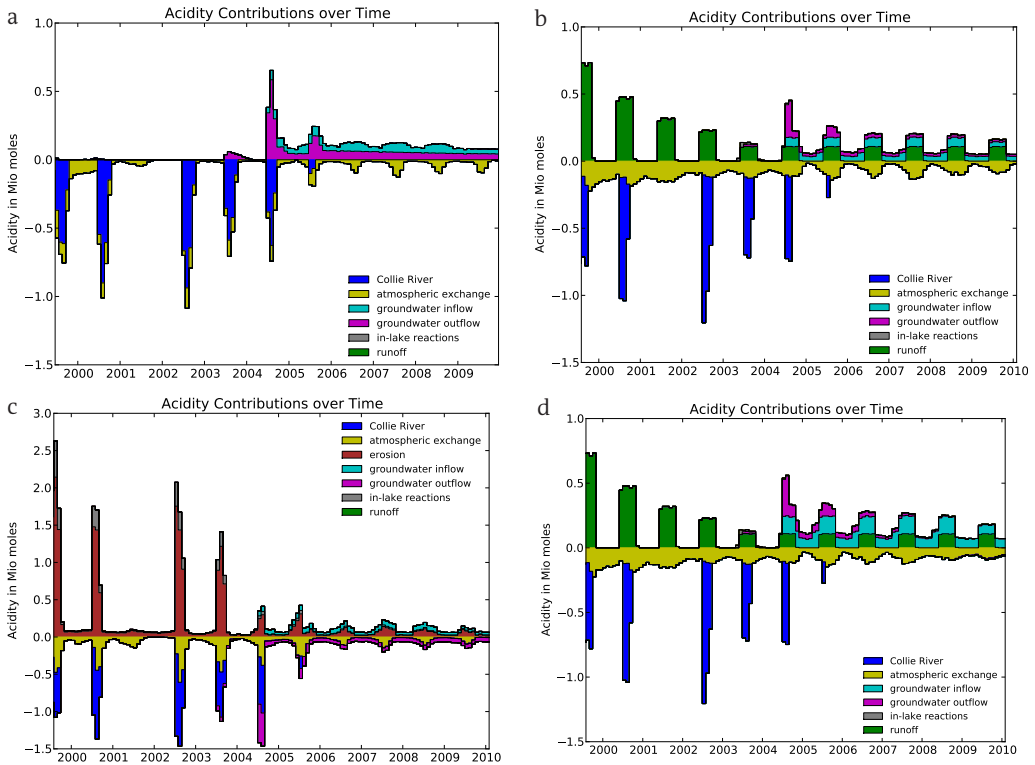 a
Acidity Contributions over Time
1.0
0.5
0.0
−0.5
−1.0
−1.5
Acidity in Mio moles
2000 2001 2002 2003 2004 2005 2006 2007 2008 2009
Collie River
atmospheric exchange
groundwater inflow
groundwater outflow
in-lake reactions
runoff
b
Acidity Contributions over Time
1.0
0.5
0.0
−0.5
−1.0
−1.5
Acidity in Mio moles
2000 2001 2002 2003 2004 2005 2006 2007 2008 2009 2010
Collie River
atmospheric exchange
groundwater inflow
groundwater outflow
in-lake reactions
runoff
c
Acidity Contributions over Time
3.0
2.5
2.0
1.5
1.0
0.5
0.0
−0.5
−1.0
−1.5
Acidity in Mio moles
2000 2001 2002 2003 2004 2005 2006 2007 2008 2009 2010
Collie River
atmospheric exchange
erosion
groundwater inflow
groundwater outflow
in-lake reactions
runoff
d
Acidity Contributions over Time
1.0
0.5
0.0
−0.5
−1.0
−1.5
Acidity in Mio moles
2000 2001 2002 2003 2004 2005 2006 2007 2008 2009 2010
Collie River
atmospheric exchange
groundwater inflow
groundwater outflow
in-lake reactions
runoff